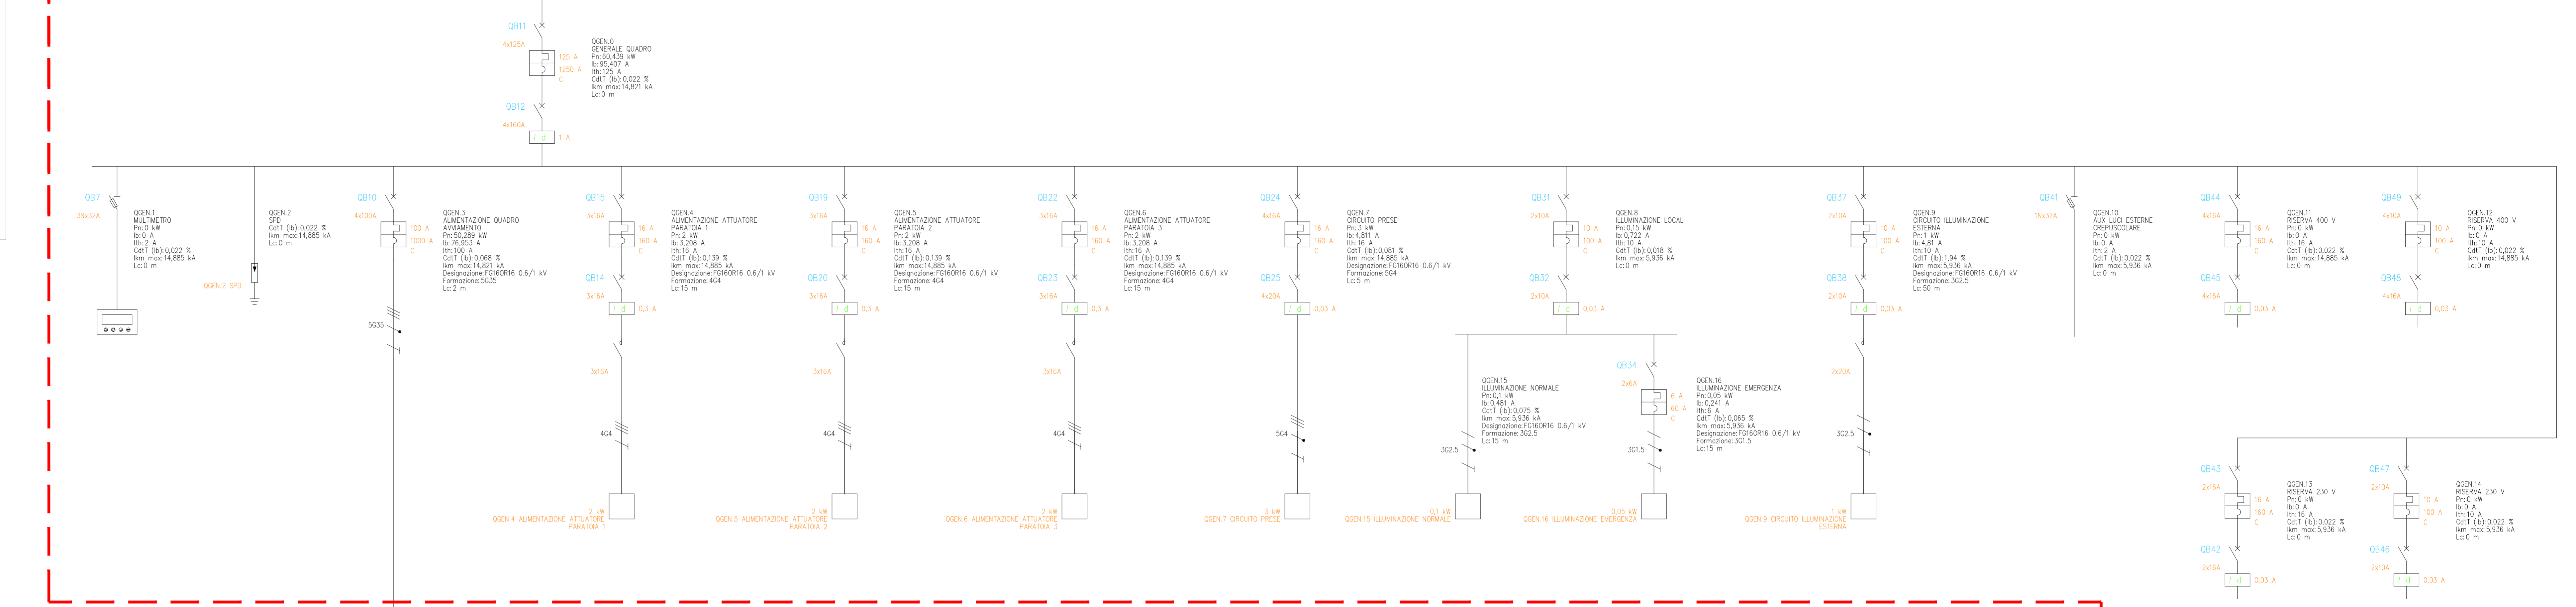 QB11
4x125A
125 A
1250 A
C
QGEN.0
GENERALE QUADRO
Pn: 60,439 kW
Ib: 95,407 A
Ith: 125 A
CdtT (Ib): 0,022 %
Ikm max: 14,821 kA
Lc: 0 m
QB12
4x160A
I d
1 A
QB7
3Nx32A
QGEN.1
MULTIMETRO
Pn: 0 kW
Ib: 0 A
Ith: 2 A
CdtT (Ib): 0,022 %
Ikm max: 14,885 kA
Lc: 0 m
QGEN.2
SPD
CdtT (Ib): 0,022 %
Ikm max: 14,885 kA
Lc: 0 m
QGEN.2 SPD
QB10
4x100A
100 A
1000 A
C
QGEN.3
ALIMENTAZIONE QUADRO
AVVIAMENTO
Pn: 50,289 kW
Ib: 76,953 A
Ith: 100 A
CdtT (Ib): 0,068 %
Ikm max: 14,821 kA
Designazione: FG16OR16 0.6/1 kV
Formazione: 5G35
Lc: 2 m
5G35
QB15
3x16A
16 A
160 A
C
QGEN.4
ALIMENTAZIONE ATTUATORE
PARATOIA 1
Pn: 2 kW
Ib: 3,208 A
Ith: 16 A
CdtT (Ib): 0,139 %
Ikm max: 14,885 kA
Designazione: FG16OR16 0.6/1 kV
Formazione: 4G4
Lc: 15 m
QB14
3x16A
I d
0,3 A
3x16A
4G4
2 kW
QGEN.4 ALIMENTAZIONE ATTUATORE
PARATOIA 1
QB19
3x16A
16 A
160 A
C
QGEN.5
ALIMENTAZIONE ATTUATORE
PARATOIA 2
Pn: 2 kW
Ib: 3,208 A
Ith: 16 A
CdtT (Ib): 0,139 %
Ikm max: 14,885 kA
Designazione: FG16OR16 0.6/1 kV
Formazione: 4G4
Lc: 15 m
QB20
3x16A
I d
0,3 A
3x16A
4G4
2 kW
QGEN.5 ALIMENTAZIONE ATTUATORE
PARATOIA 2
QB22
3x16A
16 A
160 A
C
QGEN.6
ALIMENTAZIONE ATTUATORE
PARATOIA 3
Pn: 2 kW
Ib: 3,208 A
Ith: 16 A
CdtT (Ib): 0,139 %
Ikm max: 14,885 kA
Designazione: FG16OR16 0.6/1 kV
Formazione: 4G4
Lc: 15 m
QB23
3x16A
I d
0,3 A
3x16A
4G4
2 kW
QGEN.6 ALIMENTAZIONE ATTUATORE
PARATOIA 3
QB24
4x16A
16 A
160 A
C
QGEN.7
CIRCUITO PRESE
Pn: 3 kW
Ib: 4,811 A
Ith: 16 A
CdtT (Ib): 0,081 %
Ikm max: 14,885 kA
Designazione: FG16OR16 0.6/1 kV
Formazione: 5G4
Lc: 5 m
QB25
4x20A
I d
0,03 A
5G4
3 kW
QGEN.7 CIRCUITO PRESE
QB31
2x10A
10 A
100 A
C
QGEN.8
ILLUMINAZIONE LOCALI
Pn: 0,15 kW
Ib: 0,722 A
Ith: 10 A
CdtT (Ib): 0,018 %
Ikm max: 5,936 kA
Lc: 0 m
QB32
2x10A
I d
0,03 A
QGEN.15
ILLUMINAZIONE NORMALE
Pn: 0,1 kW
Ib: 0,481 A
CdtT (Ib): 0,075 %
Ikm max: 5,936 kA
Designazione: FG16OR16 0.6/1 kV
Formazione: 3G2.5
Lc: 15 m
3G2.5
0,1 kW
QGEN.15 ILLUMINAZIONE NORMALE
QB34
2x6A
6 A
60 A
C
QGEN.16
ILLUMINAZIONE EMERGENZA
Pn: 0,05 kW
Ib: 0,241 A
Ith: 6 A
CdtT (Ib): 0,065 %
Ikm max: 5,936 kA
Designazione: FG16OR16 0.6/1 kV
Formazione: 3G1.5
Lc: 15 m
3G1.5
0,05 kW
QGEN.16 ILLUMINAZIONE EMERGENZA
QB37
2x10A
10 A
100 A
C
QGEN.9
CIRCUITO ILLUMINAZIONE
ESTERNA
Pn: 1 kW
Ib: 4,81 A
Ith: 10 A
CdtT (Ib): 1,94 %
Ikm max: 5,936 kA
Designazione: FG16OR16 0.6/1 kV
Formazione: 3G2.5
Lc: 50 m
QB38
2x10A
I d
0,03 A
2x20A
3G2.5
1 kW
QGEN.9 CIRCUITO ILLUMINAZIONE
ESTERNA
QB41
1Nx32A
QGEN.10
AUX LUCI ESTERNE
CREPUSCOLARE
Pn: 0 kW
Ib: 0 A
Ith: 2 A
CdtT (Ib): 0,022 %
Ikm max: 5,936 kA
Lc: 0 m
QB44
4x16A
16 A
160 A
C
QGEN.11
RISERVA 400 V
Pn: 0 kW
Ib: 0 A
Ith: 16 A
CdtT (Ib): 0,022 %
Ikm max: 14,885 kA
Lc: 0 m
QB45
4x16A
I d
0,03 A
QB49
4x10A
10 A
100 A
C
QGEN.12
RISERVA 400 V
Pn: 0 kW
Ib: 0 A
Ith: 10 A
CdtT (Ib): 0,022 %
Ikm max: 14,885 kA
Lc: 0 m
QB48
4x16A
I d
0,03 A
QB43
2x16A
16 A
160 A
C
QGEN.13
RISERVA 230 V
Pn: 0 kW
Ib: 0 A
Ith: 16 A
CdtT (Ib): 0,022 %
Ikm max: 5,936 kA
Lc: 0 m
QB42
2x16A
I d
0,03 A
QB47
2x10A
10 A
100 A
C
QGEN.14
RISERVA 230 V
Pn: 0 kW
Ib: 0 A
Ith: 10 A
CdtT (Ib): 0,022 %
Ikm max: 5,936 kA
Lc: 0 m
QB46
2x10A
I d
0,03 A